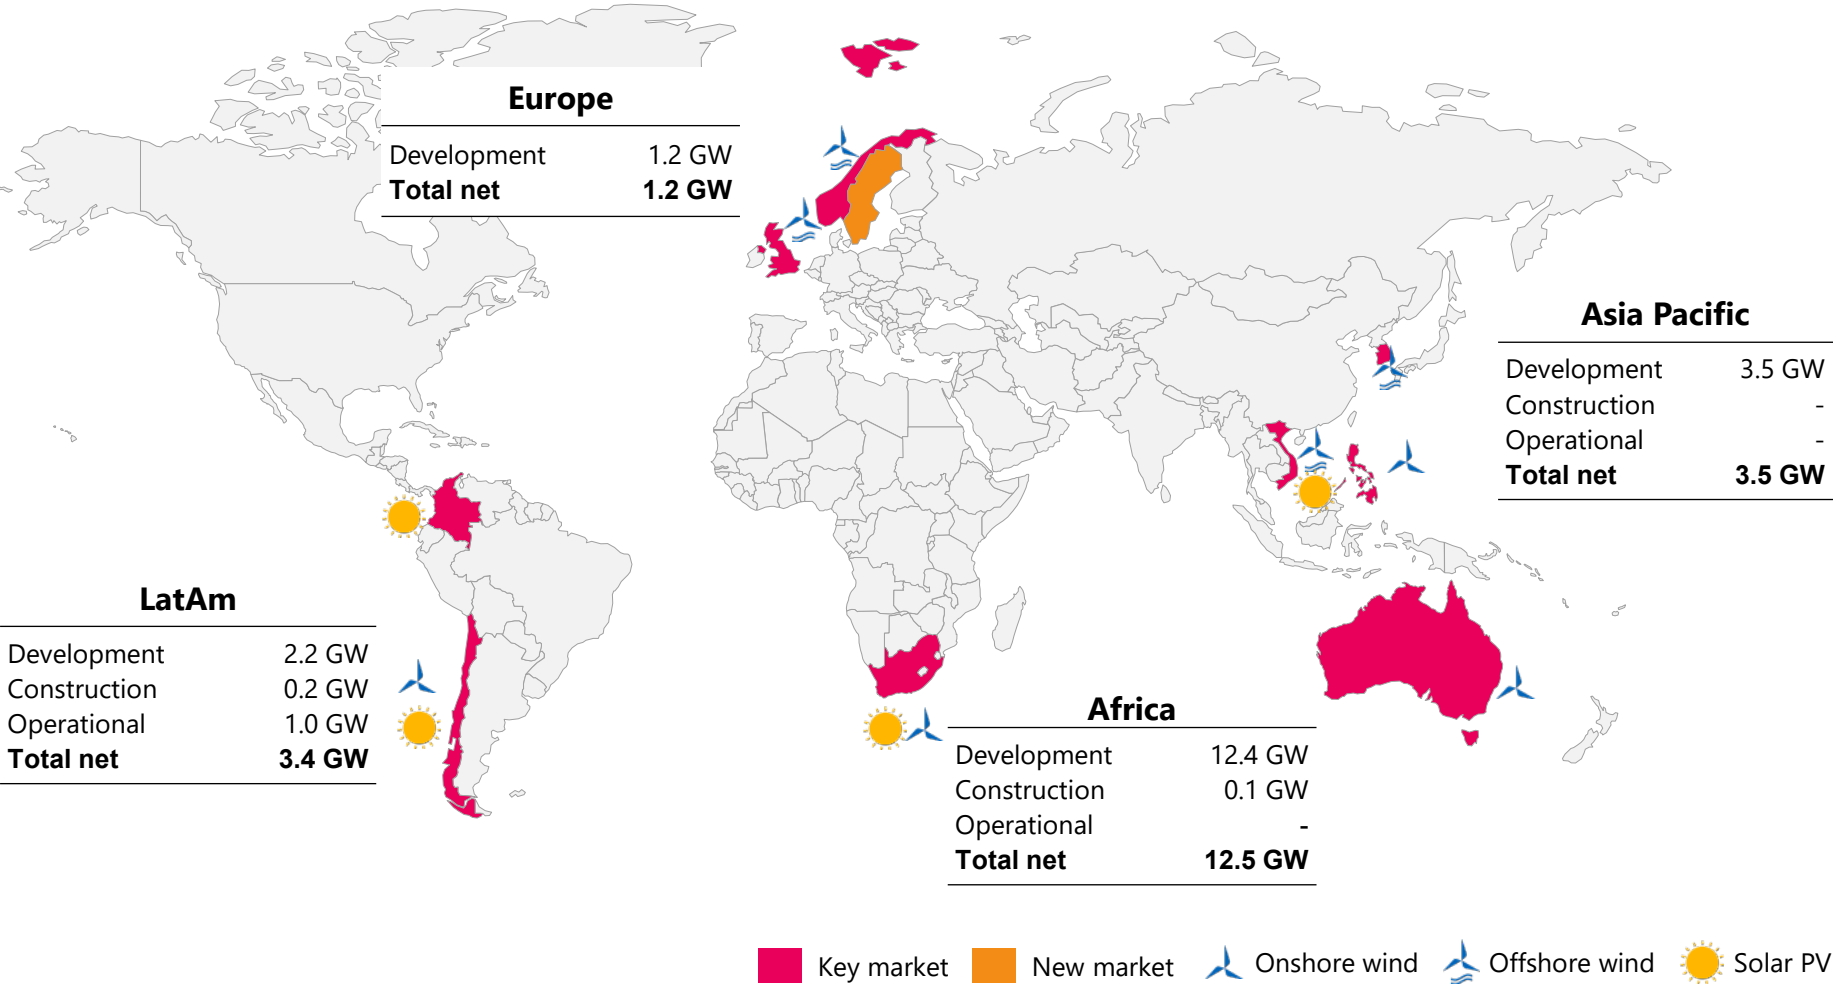 Europe
Development 1.2 GW
Total net 1.2 GW
Asia Pacific
Development 3.5 GW
Construction -
Operational -
Total net 3.5 GW
LatAm
Development 2.2 GW
Construction 0.2 GW
Operational 1.0 GW
Total net 3.4 GW
Africa
Development 12.4 GW
Construction 0.1 GW
Operational -
Total net 12.5 GW
Key market New market Onshore wind Offshore wind Solar PV